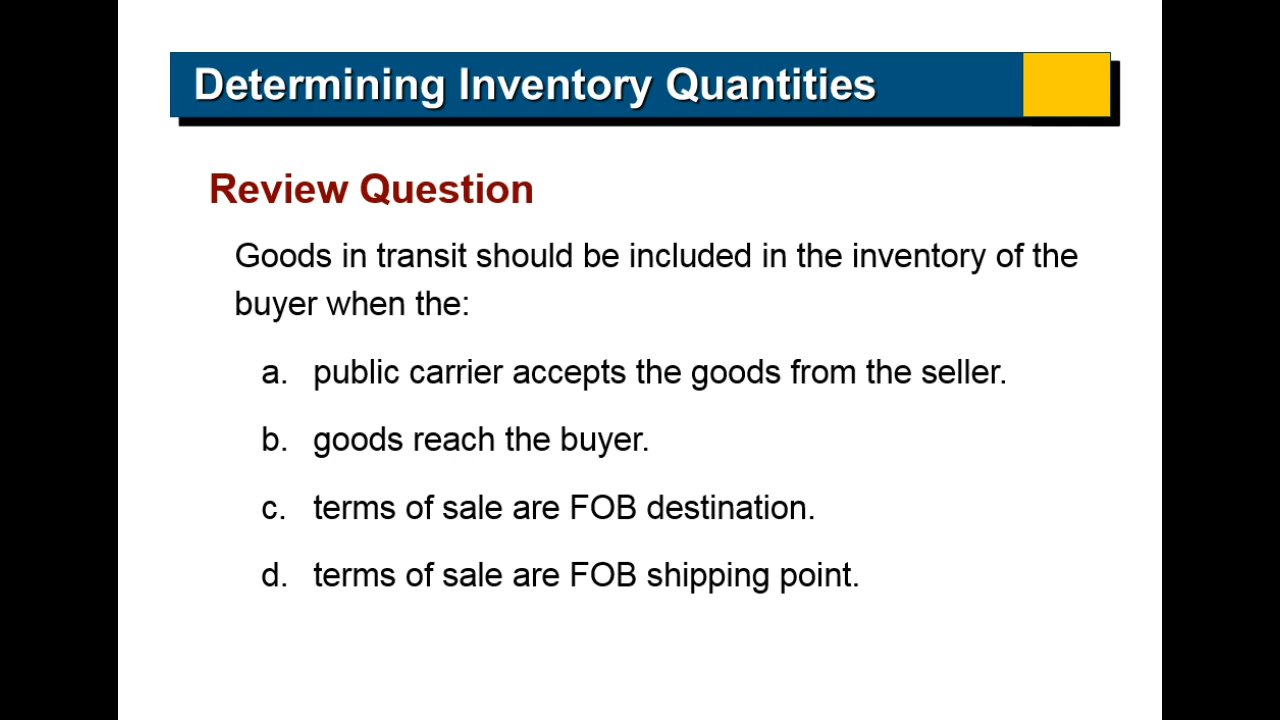 Determining Inventory Quantities
Review Question
Goods in transit should be included in the inventory of the
buyer when the:
a. public carrier accepts the goods from the seller.
b. goods reach the buyer.
c. terms of sale are FOB destination.
d. terms of sale are FOB shipping point.